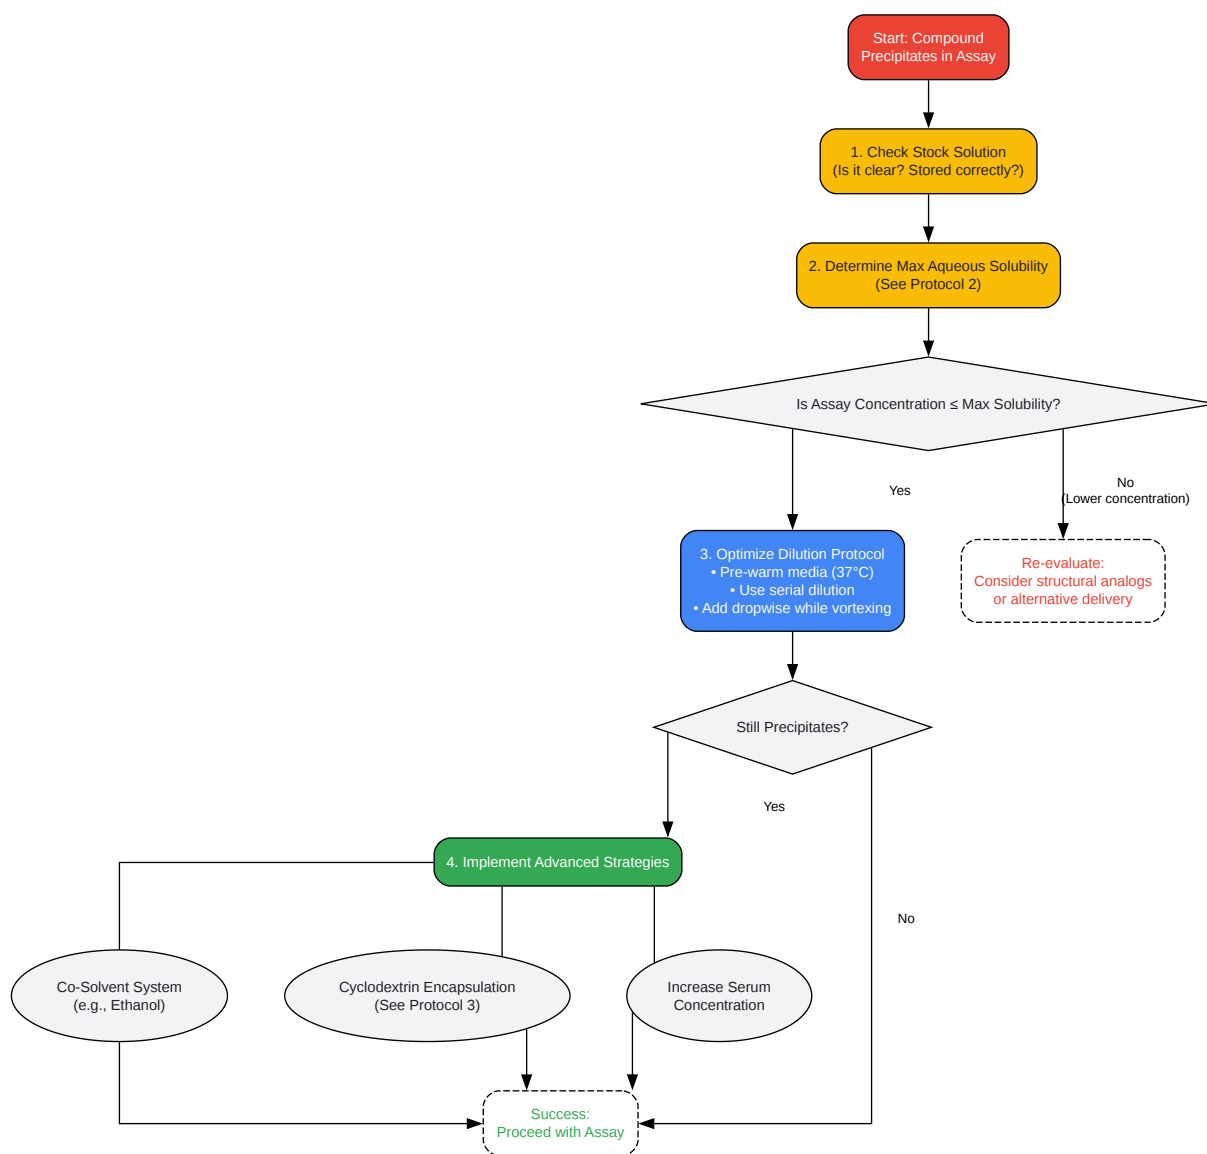 Start: Compound
Precipitates in Assay
1. Check Stock Solution
(Is it clear? Stored correctly?)
2. Determine Max Aqueous Solubility
(See Protocol 2)
Is Assay Concentration ≤ Max Solubility?
Yes
No
(Lower concentration)
3. Optimize Dilution Protocol
• Pre-warm media (37°C)
• Use serial dilution
• Add dropwise while vortexing
Re-evaluate:
Consider structural analogs
or alternative delivery
Still Precipitates?
Yes
4. Implement Advanced Strategies
No
Co-Solvent System
(e.g., Ethanol)
Cyclodextrin Encapsulation
(See Protocol 3)
Increase Serum
Concentration
Success:
Proceed with Assay